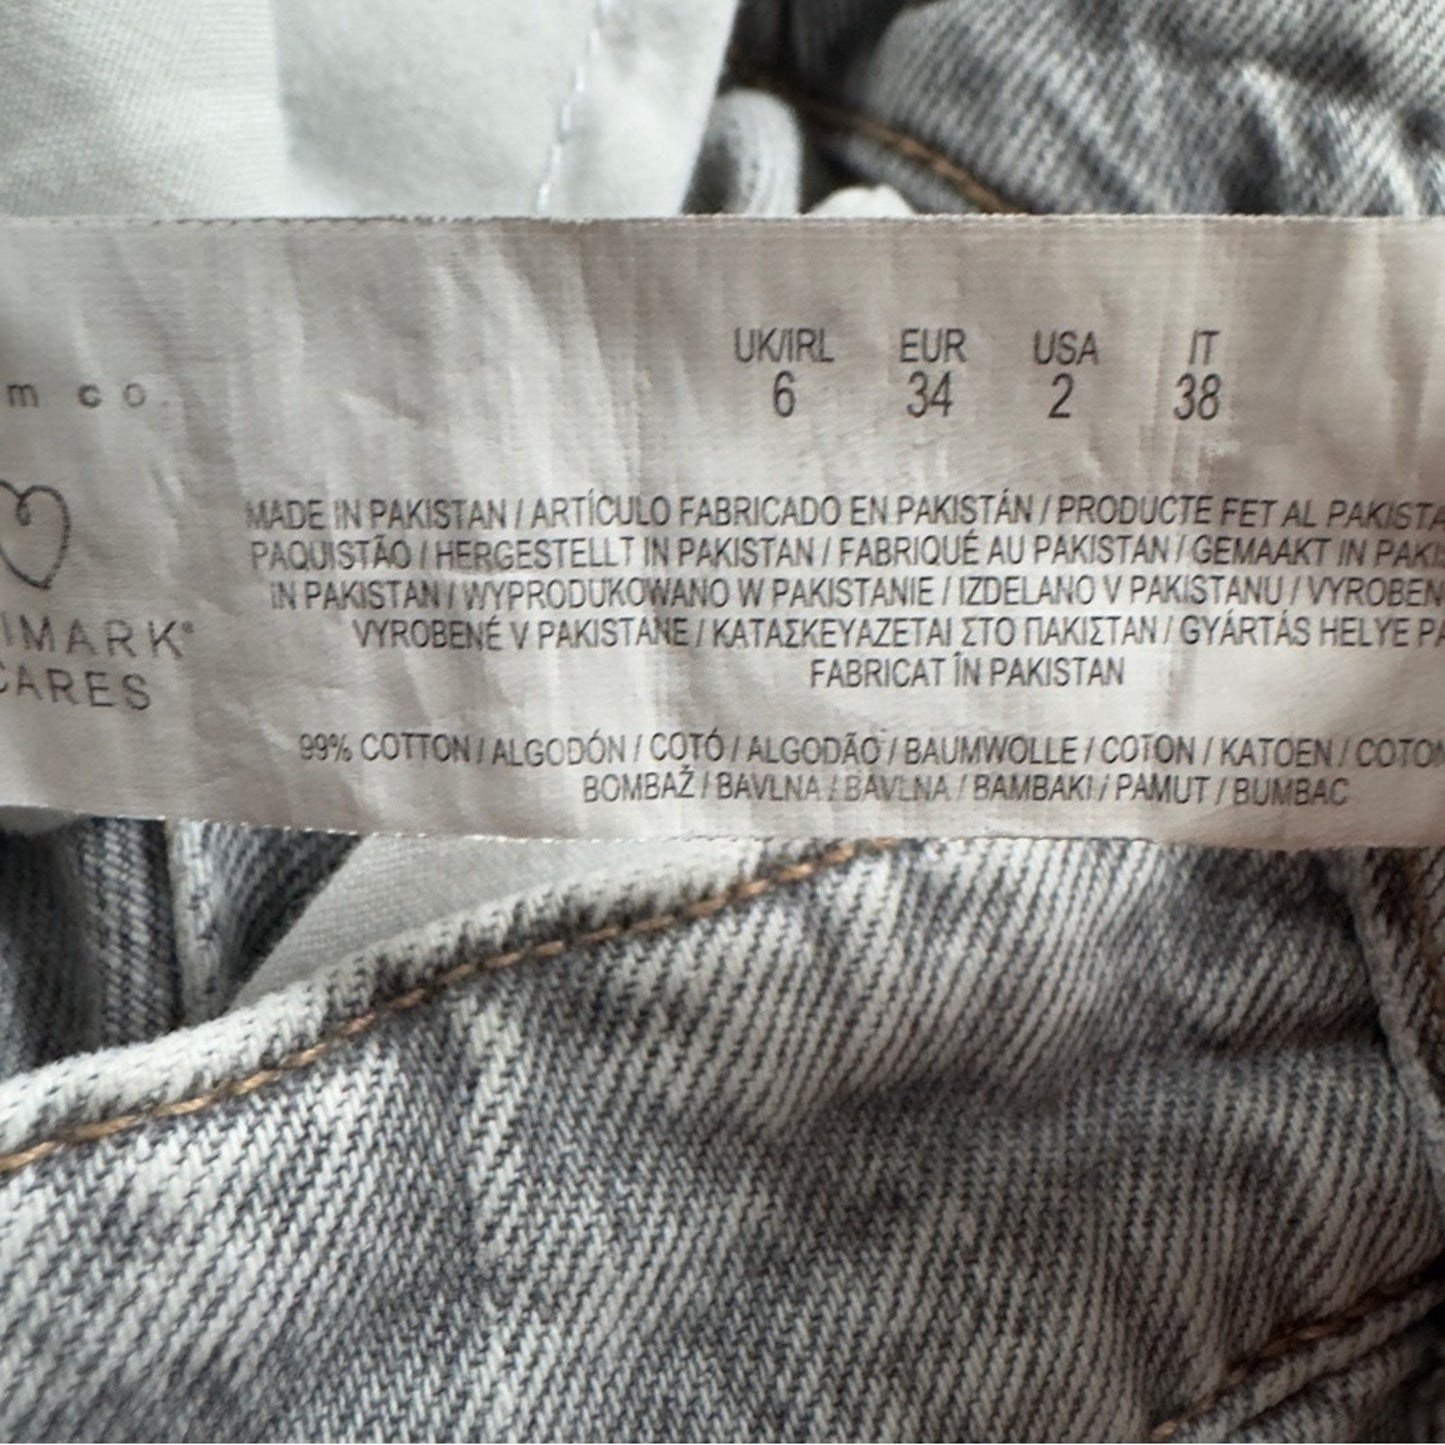 m co.
UK/IRL EUR USA IT
6 34 2 38
MADE IN PAKISTAN / ARTÍCULO FABRICADO EN PAKISTÁN / PRODUCTE FET AL PAKISTA
PAQUISTÃO / HERGESTELLT IN PAKISTAN / FABRIQUÉ AU PAKISTAN / GEMAAKT IN PAKIS
IN PAKISTAN / WYPRODUKOWANO W PAKISTANIE / IZDELANO V PAKISTANU / VYROBEN
VYROBENÉ V PAKISTANE / ΚΑΤΑΣΚΕΥΑΖΕΤΑΙ ΣΤΟ ΠΑΚΙΣΤΑΝ / GYÁRTÁS HELYE PA
FABRICAT ÎN PAKISTAN
IMARK®
CARES
99% COTTON / ALGODÓN / COTÓ / ALGODÃO / BAUMWOLLE / COTON / KATOEN / COTON
BOMBAŽ / BAVLNA / BAVLNA / BAMBAKI / PAMUT / BUMBAC